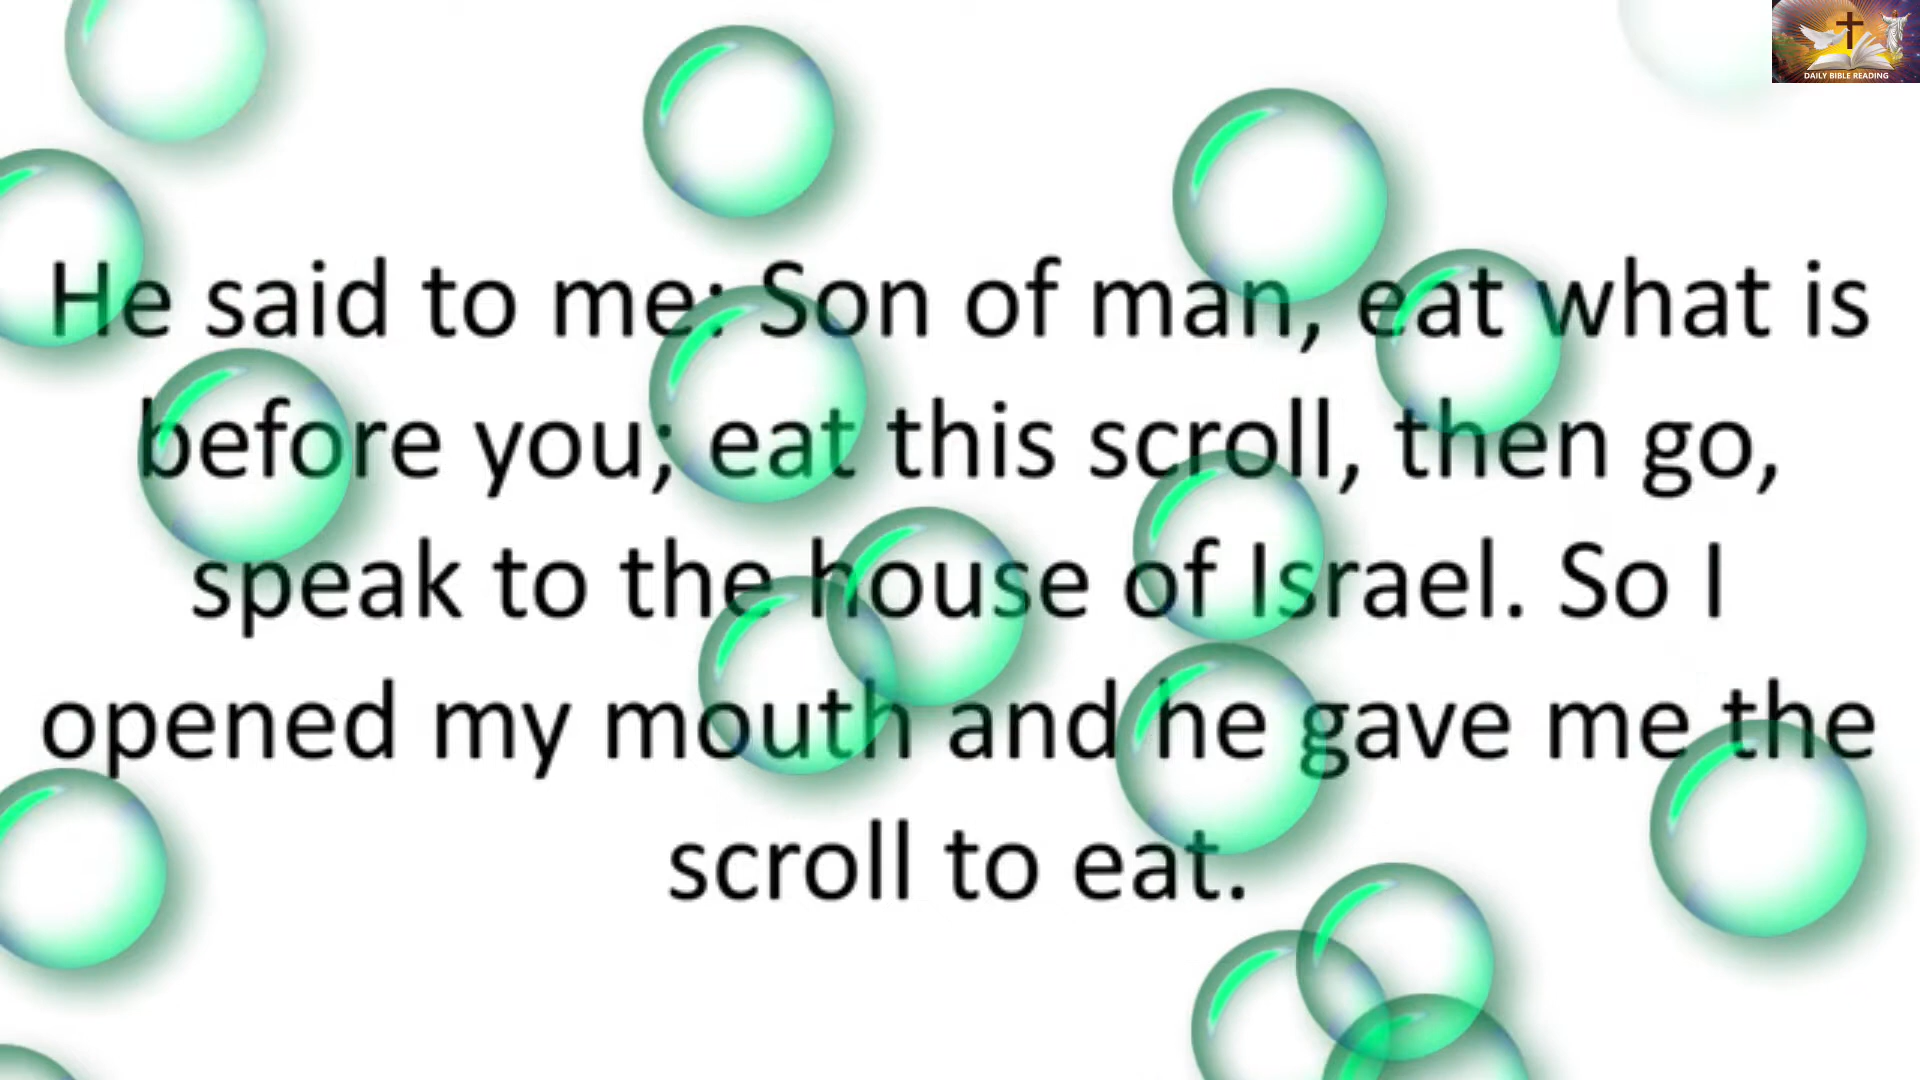 DAILY BIBLE READING
He said to me: Son of man, eat what is
before you; eat this scroll, then go,
speak to the house of Israel. So I
opened my mouth and he gave me the
scroll to eat.